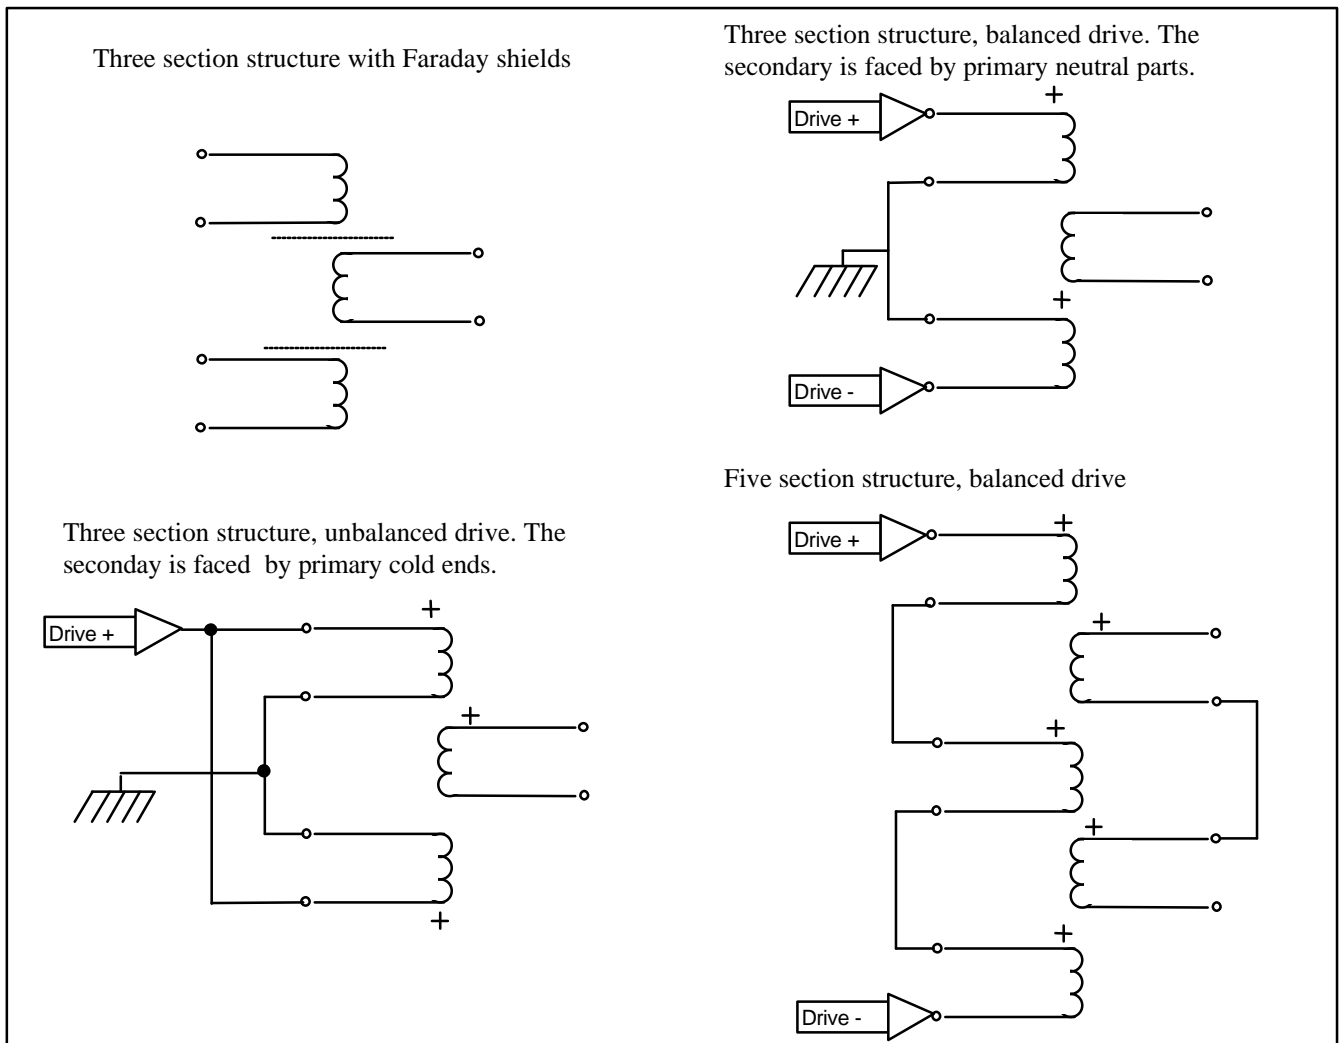 Three section structure with Faraday shields
Three section structure, balanced drive. The
secondary is faced by primary neutral parts.
+
Drive +
+
Drive -
Three section structure, unbalanced drive. The
seconday is faced  by primary cold ends.
+
Drive +
+
+
Five section structure, balanced drive
+
Drive +
+
+
+
+
Drive -